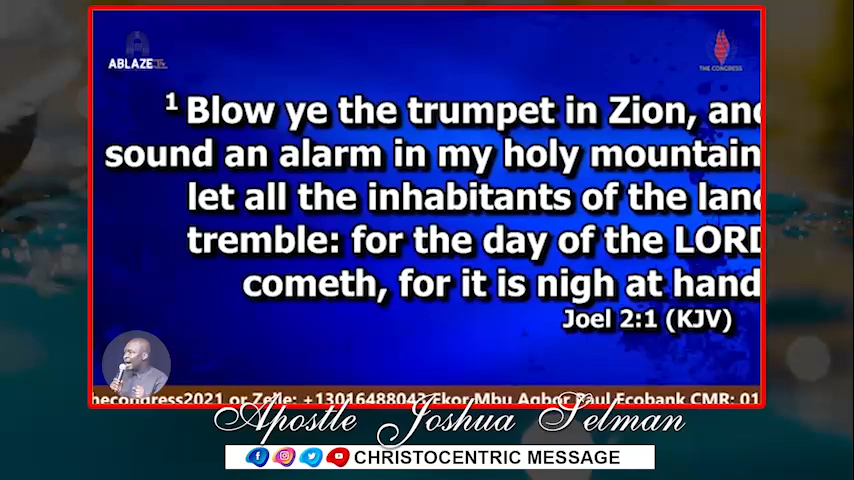 ABLAZE TV
THE CONGRESS
1 Blow ye the trumpet in Zion, and
sound an alarm in my holy mountain
let all the inhabitants of the land
tremble: for the day of the LORD
cometh, for it is nigh at hand
Joel 2:1 (KJV)
hecongress2021 or Zelle: +13016488043 Ekor Mbu Agbor Paul Ecobank CMR: 01
Apostle Joshua Selman
CHRISTOCENTRIC MESSAGE